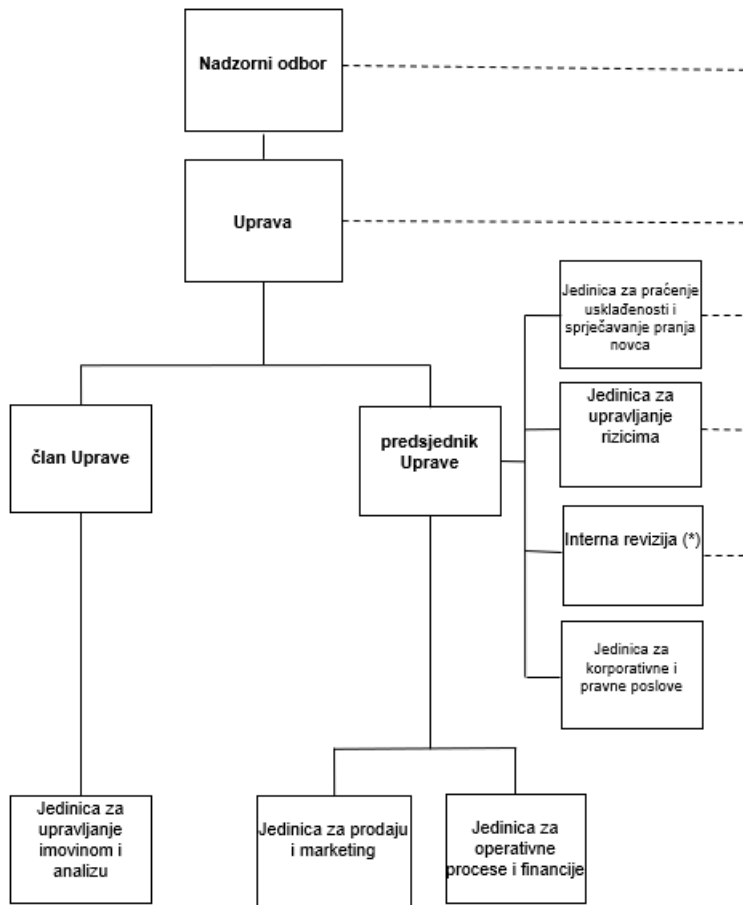 Nadzorni odbor
Uprava
Jedinica za praćenje
usklađenosti i
sprječavanje pranja
novca
Jedinica za
upravljanje
rizicima
član Uprave
predsjednik
Uprave
Interna revizija (*)
Jedinica za
korporativne i
pravne poslove
Jedinica za
upravljanje
imovinom i
analizu
Jedinica za prodaju
i marketing
Jedinica za
operativne
procese i financije